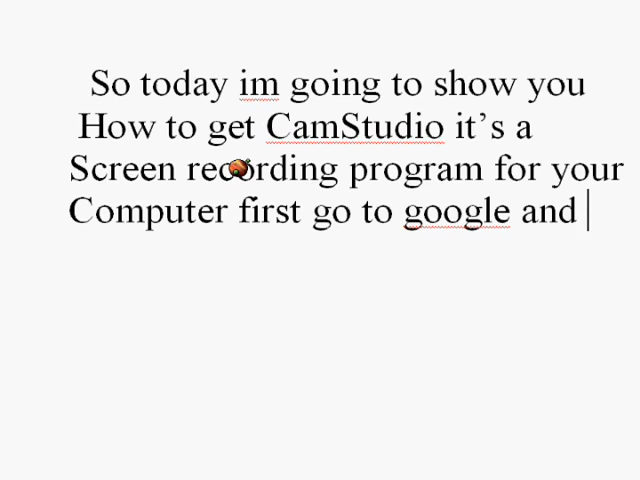 So today im going to show you
How to get CamStudio it’s a
Screen recording program for your
Computer first go to google and